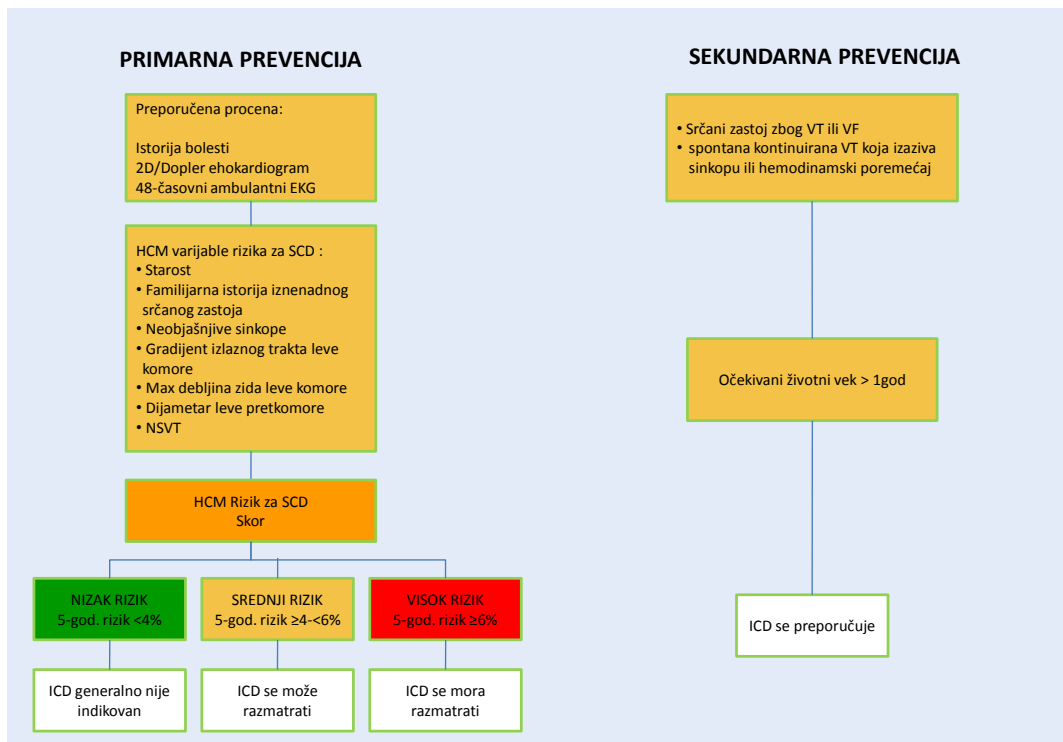 PRIMARNA PREVENCIJA
Preporučena procena:
Istorija bolesti
2D/Dopler ehokardiogram
48-časovni ambulantni EKG
HCM varijable rizika za SCD :
• Starost
• Familijarna istorija iznenadnog
srčanog zastoja
• Neobjašnjive sinkope
• Gradijent izlaznog trakta leve
komore
• Max debljina zida leve komore
• Dijametar leve pretkomore
• NSVT
HCM Rizik za SCD
Skor
NIZAK RIZIK
5-god. rizik <4%
SREDNJI RIZIK
5-god. rizik ≥4-<6%
VISOK RIZIK
5-god. rizik ≥6%
ICD generalno nije
indikovan
ICD se može
razmatrati
ICD se mora
razmatrati
SEKUNDARNA PREVENCIJA
• Srčani zastoj zbog VT ili VF
• spontana kontinuirana VT koja izaziva
sinkopu ili hemodinamski poremećaj
Očekivani životni vek > 1god
ICD se preporučuje